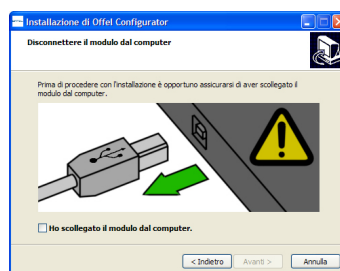 Installazione di Offel Configurator
Disconnettere il modulo dal computer
Prima di procedere con l'installazione è opportuno assicurarsi di aver scollegato il
modulo dal computer.
Ho scollegato il modulo dal computer.
< Indietro
Avanti >
Annulla